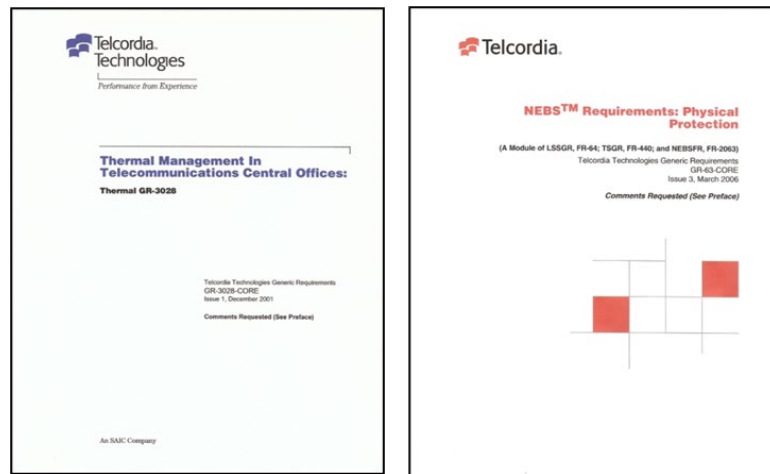 Telcordia™
Technologies
Performance from Experience
Thermal Management In
Telecommunications Central Offices:
Thermal GR-3028
Telcordia Technologies Generic Requirements
GR-3028-CORE
Issue 1, December 2001
Comments Requested (See Preface)
An SAIC Company
Telcordia®
NEBS™ Requirements: Physical
Protection
(A Module of LSSGR, FR-64; TSGR, FR-440; and NEBSFR, FR-2063)
Telcordia Technologies Generic Requirements
GR-63-CORE
Issue 3, March 2006
Comments Requested (See Preface)